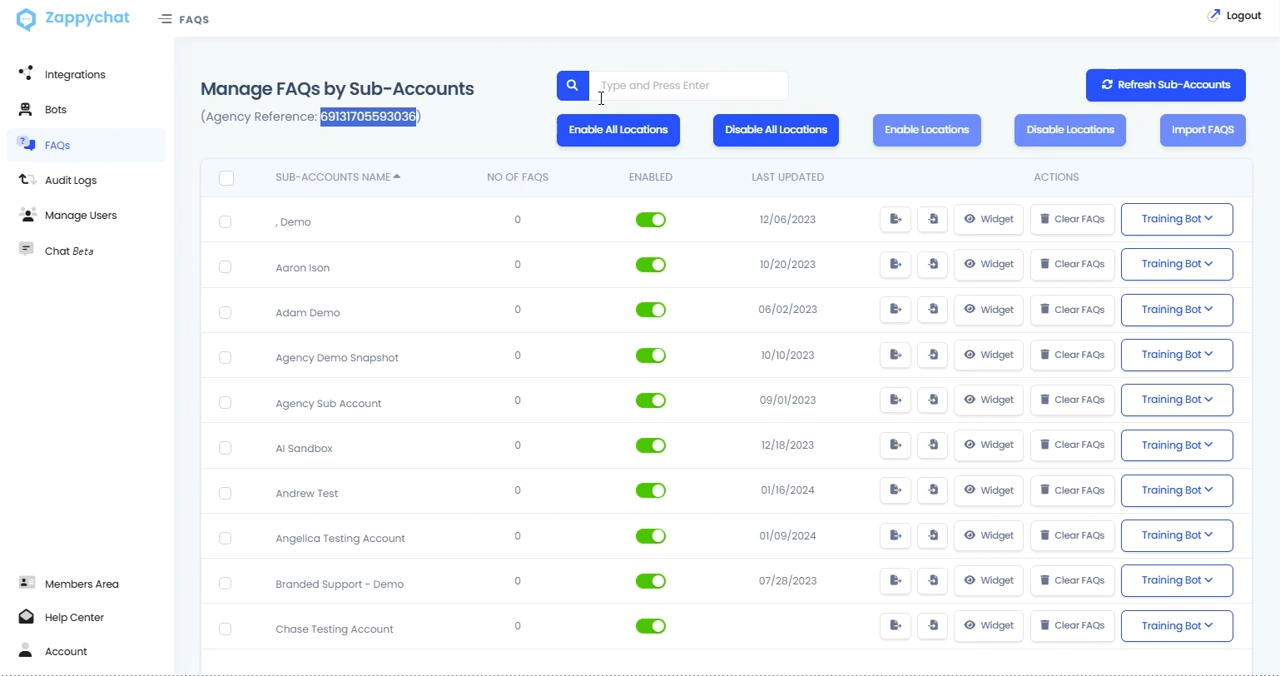 Zappychat
FAQS
Logout
Integrations
Bots
FAQs
Audit Logs
Manage Users
Chat Beta
Members Area
Help Center
Account
Manage FAQs by Sub-Accounts
(Agency Reference: 69131705593036)
Type and Press Enter
Refresh Sub-Accounts
Enable All Locations Disable All Locations Enable Locations Disable Locations Import FAQS
SUB-ACCOUNTS NAME NO OF FAQS ENABLED LAST UPDATED ACTIONS
, Demo 0 12/06/2023 Widget Clear FAQs Training Bot
Aaron Ison 0 10/20/2023 Widget Clear FAQs Training Bot
Adam Demo 0 06/02/2023 Widget Clear FAQs Training Bot
Agency Demo Snapshot 0 10/10/2023 Widget Clear FAQs Training Bot
Agency Sub Account 0 09/01/2023 Widget Clear FAQs Training Bot
AI Sandbox 0 12/18/2023 Widget Clear FAQs Training Bot
Andrew Test 0 01/16/2024 Widget Clear FAQs Training Bot
Angelica Testing Account 0 01/09/2024 Widget Clear FAQs Training Bot
Branded Support - Demo 0 07/28/2023 Widget Clear FAQs Training Bot
Chase Testing Account 0 Widget Clear FAQs Training Bot